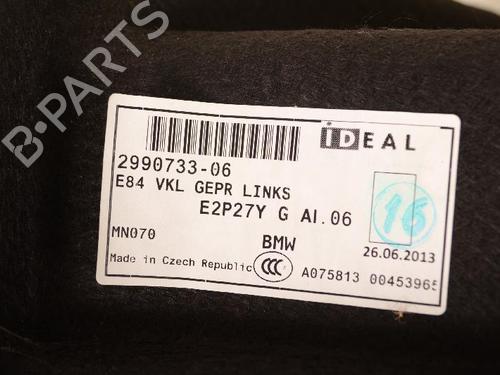 B-PARTS
IDEAL
2990733-06
E84 VKL GEPR LINKS
E2P27Y G AI.06
16
MN070
BMW
26.06.2013
Made in Czech Republic
CCC
A075813 00453965